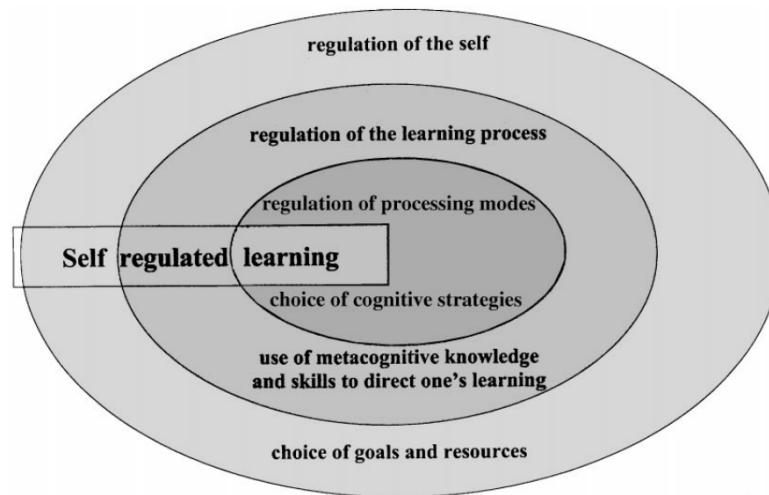 regulation of the self
regulation of the learning process
regulation of processing modes
Self regulated learning
choice of cognitive strategies
use of metacognitive knowledge
and skills to direct one's learning
choice of goals and resources